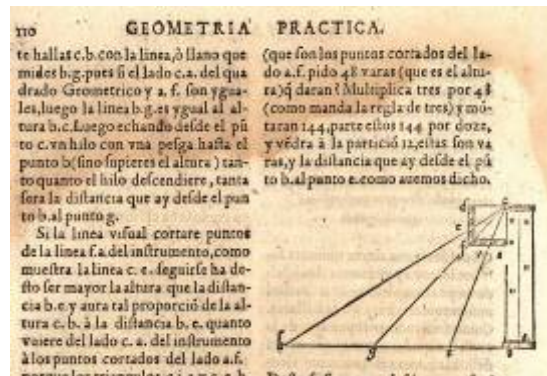 110 GEOMETRIA PRACTICA.
te hallas c.b. con la linea, ò llano que
mides b.g. pues si el lado c.a. del qua
drado Geometrico y a, f. son ygua-
les, luego la linea b.g. es ygual al al-
tura b.c. Luego echando desde el pũ
to c. vn hilo con vna pesga hasta el
punto b (sino supieres el altura) tan-
to quanto el hilo descendiere, tanta
sera la distancia que ay desde el pun
to b. al punto g.
Si la linea visual cortare puntos
de la linea f.a. del instrumento, como
muestra la linea c. e. seguirse ha de-
sto ser mayor la altura que la distan-
cia b.e. y aura tal proporciõ de la al-
tura c. b. à la distancia b. e. quanto
vuiere del lado c. a. del instrumento
à los puntos cortados del lado a.f.
porque los triangulos
(que son los puntos cortados del la-
do a.f. pido 48 varas (que es el altu-
ra) q̃ daran? Multiplica tres por 48
(como manda la regla de tres) y mõ-
taran 144, parte estos 144 por doze,
y vẽdra à la particiõ 12, estas son va
ras, y la distancia que ay desde el pũ
to b. al punto e. como auemos dicho.